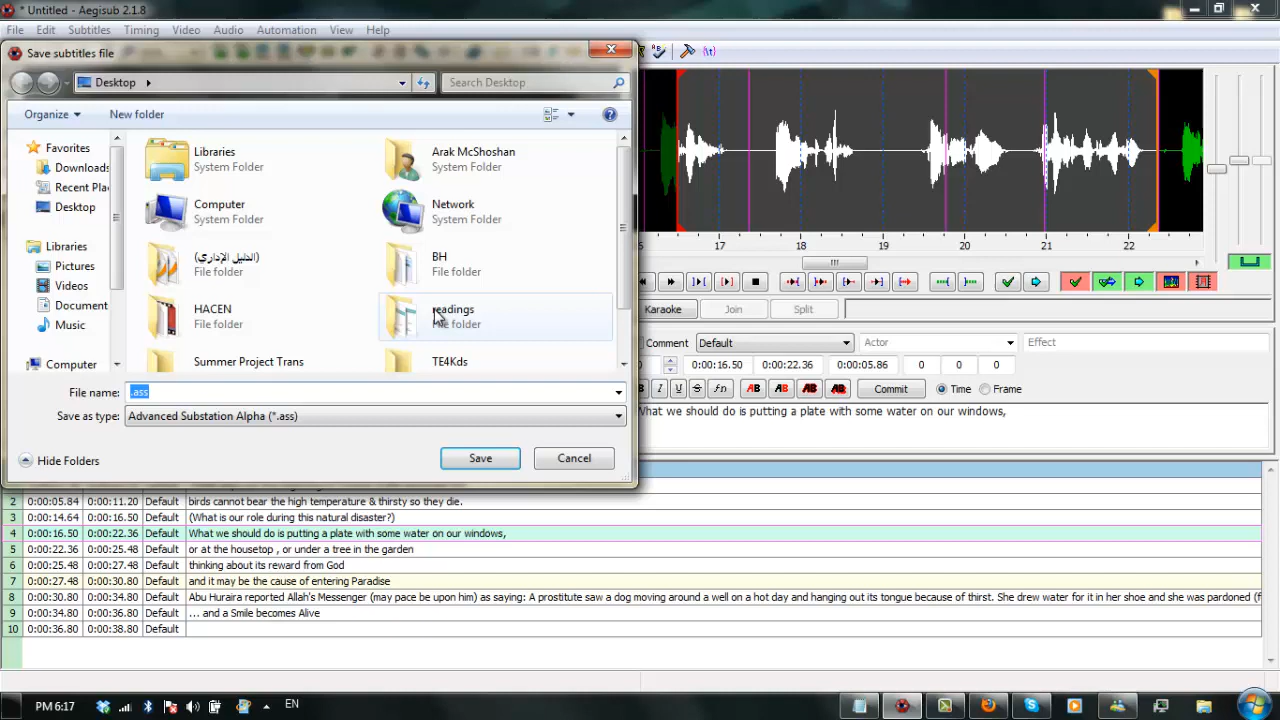 * Untitled - Aegisub 2.1.8
File Edit Subtitles Timing Video Audio Automation View Help
Save subtitles file
Desktop
Search Desktop
Organize New folder
Favorites
Downloads
Recent Pla
Desktop
Libraries
Pictures
Videos
Document
Music
Computer
Libraries
System Folder
Arak McShoran
System Folder
Computer
System Folder
Network
System Folder
(الدليل الإداري)
File folder
BH
File folder
HACEN
File folder
readings
File folder
Summer Project Trans
TE4Kds
File name: .ass
Save as type: Advanced Substation Alpha (*.ass)
Hide Folders
Save Cancel
17 18 19 20 21 22
Karaoke Join Split
Comment Default Actor Effect
0:00:16.50 0:00:22.36 0:00:05.86 0 0 0
I U S fn AB AB AB AB Commit Time Frame
What we should do is putting a plate with some water on our windows,
2 0:00:05.84 0:00:11.20 Default birds cannot bear the high temperature & thirsty so they die.
3 0:00:14.64 0:00:16.50 Default (What is our role during this natural disaster?)
4 0:00:16.50 0:00:22.36 Default What we should do is putting a plate with some water on our windows,
5 0:00:22.36 0:00:25.48 Default or at the housetop , or under a tree in the garden
6 0:00:25.48 0:00:27.48 Default thinking about its reward from God
7 0:00:27.48 0:00:30.80 Default and it may be the cause of entering Paradise
8 0:00:30.80 0:00:34.80 Default Abu Huraira reported Allah's Messenger (may pace be upon him) as saying: A prostitute saw a dog moving around a well on a hot day and hanging out its tongue because of thirst. She drew water for it in her shoe and she was pardoned (f
9 0:00:34.80 0:00:36.80 Default ... and a Smile becomes Alive
10 0:00:36.80 0:00:38.80 Default
PM 6:17 EN